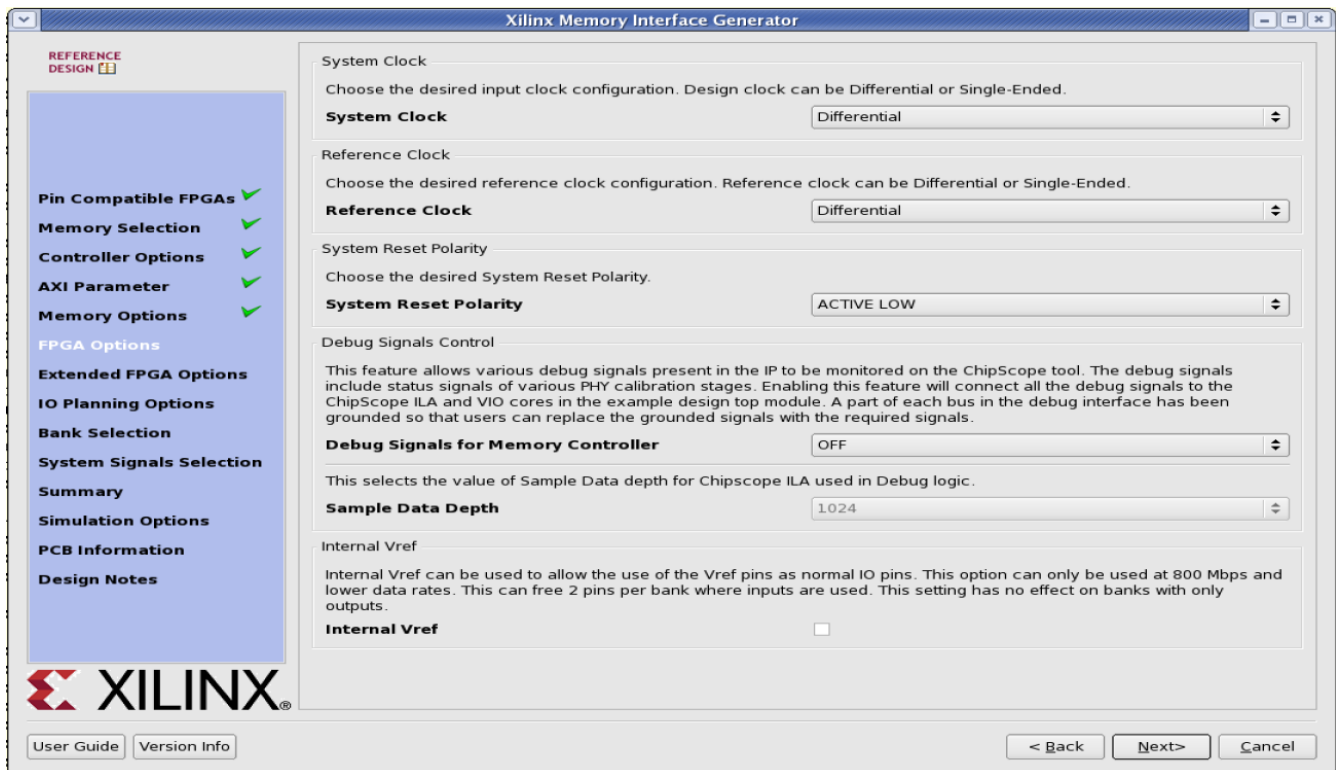 Xilinx Memory Interface Generator
REFERENCE
DESIGN
Pin Compatible FPGAs
Memory Selection
Controller Options
AXI Parameter
Memory Options
FPGA Options
Extended FPGA Options
IO Planning Options
Bank Selection
System Signals Selection
Summary
Simulation Options
PCB Information
Design Notes
XILINX®
System Clock
Choose the desired input clock configuration. Design clock can be Differential or Single-Ended.
System Clock Differential
Reference Clock
Choose the desired reference clock configuration. Reference clock can be Differential or Single-Ended.
Reference Clock Differential
System Reset Polarity
Choose the desired System Reset Polarity.
System Reset Polarity ACTIVE LOW
Debug Signals Control
This feature allows various debug signals present in the IP to be monitored on the ChipScope tool. The debug signals
include status signals of various PHY calibration stages. Enabling this feature will connect all the debug signals to the
ChipScope ILA and VIO cores in the example design top module. A part of each bus in the debug interface has been
grounded so that users can replace the grounded signals with the required signals.
Debug Signals for Memory Controller OFF
This selects the value of Sample Data depth for Chipscope ILA used in Debug logic.
Sample Data Depth 1024
Internal Vref
Internal Vref can be used to allow the use of the Vref pins as normal IO pins. This option can only be used at 800 Mbps and
lower data rates. This can free 2 pins per bank where inputs are used. This setting has no effect on banks with only
outputs.
Internal Vref
User Guide Version Info < Back Next> Cancel